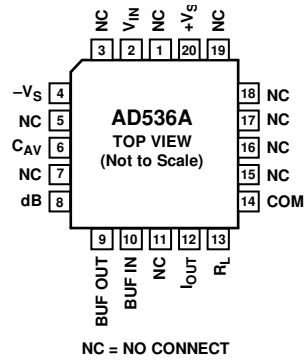 NC
V_IN
NC
+V_S
NC
3
2
1
20
19
-V_S
4
NC
5
C_AV
6
NC
7
dB
8
AD536A
TOP VIEW
(Not to Scale)
18
NC
17
NC
16
NC
15
NC
14
COM
9
10
11
12
13
BUF OUT
BUF IN
NC
I_OUT
R_L
NC = NO CONNECT